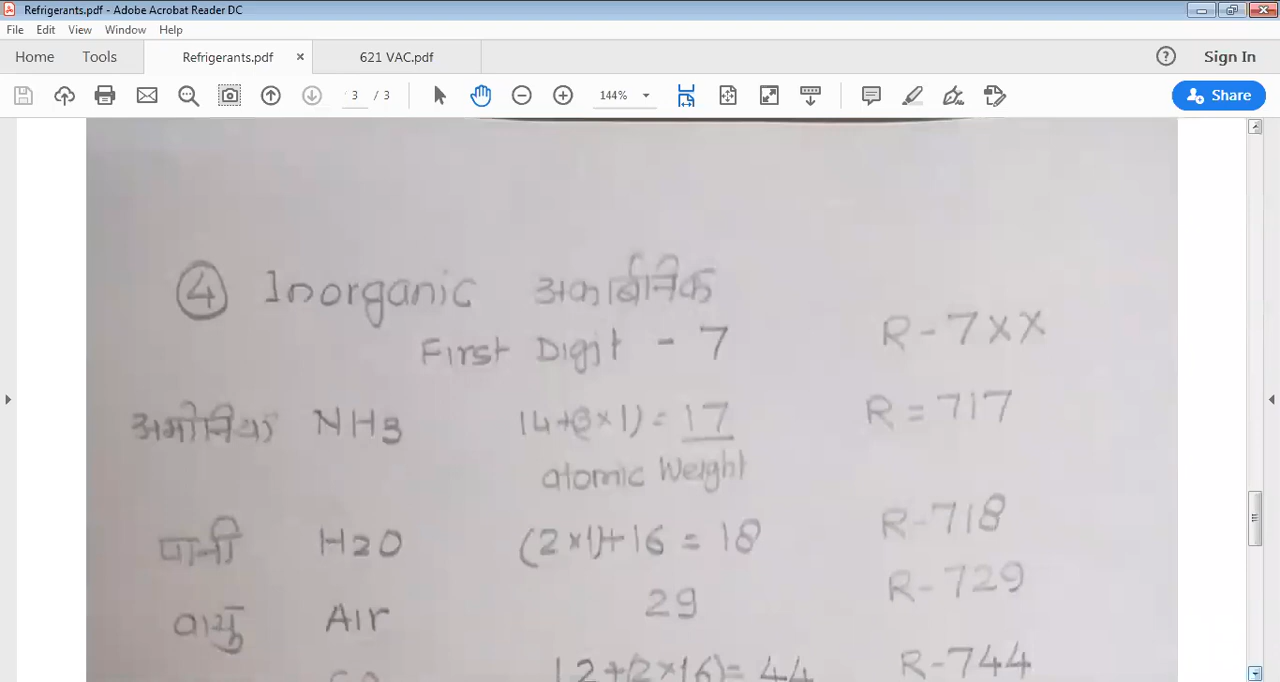 Refrigerants.pdf - Adobe Acrobat Reader DC
File Edit View Window Help
Home Tools Refrigerants.pdf × 621 VAC.pdf ? Sign In
3 / 3 144% Share
4 Inorganic अकार्बनिक
First Digit - 7 R-7XX
अमोनिया NH3 14+(3×1)=17 R=717
atomic Weight
पानी H2O (2×1)+16 = 18 R-718
वायु Air 29 R-729
12+(2×16)=44 R-744